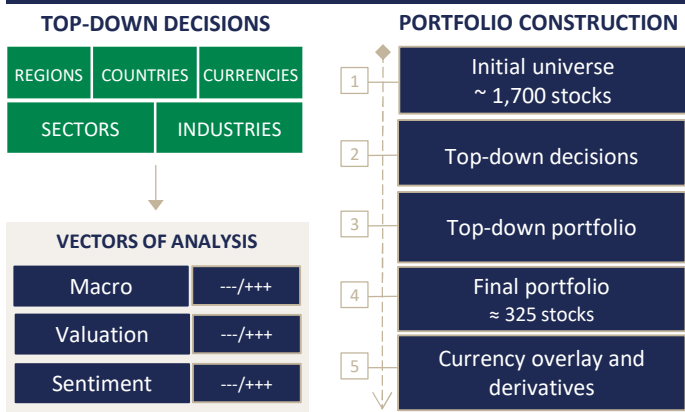 TOP-DOWN DECISIONS
REGIONS
COUNTRIES
CURRENCIES
SECTORS
INDUSTRIES
VECTORS OF ANALYSIS
Macro
---/+++
Valuation
---/+++
Sentiment
---/+++
PORTFOLIO CONSTRUCTION
1
Initial universe
~ 1,700 stocks
2
Top-down decisions
3
Top-down portfolio
4
Final portfolio
≈ 325 stocks
5
Currency overlay and
derivatives